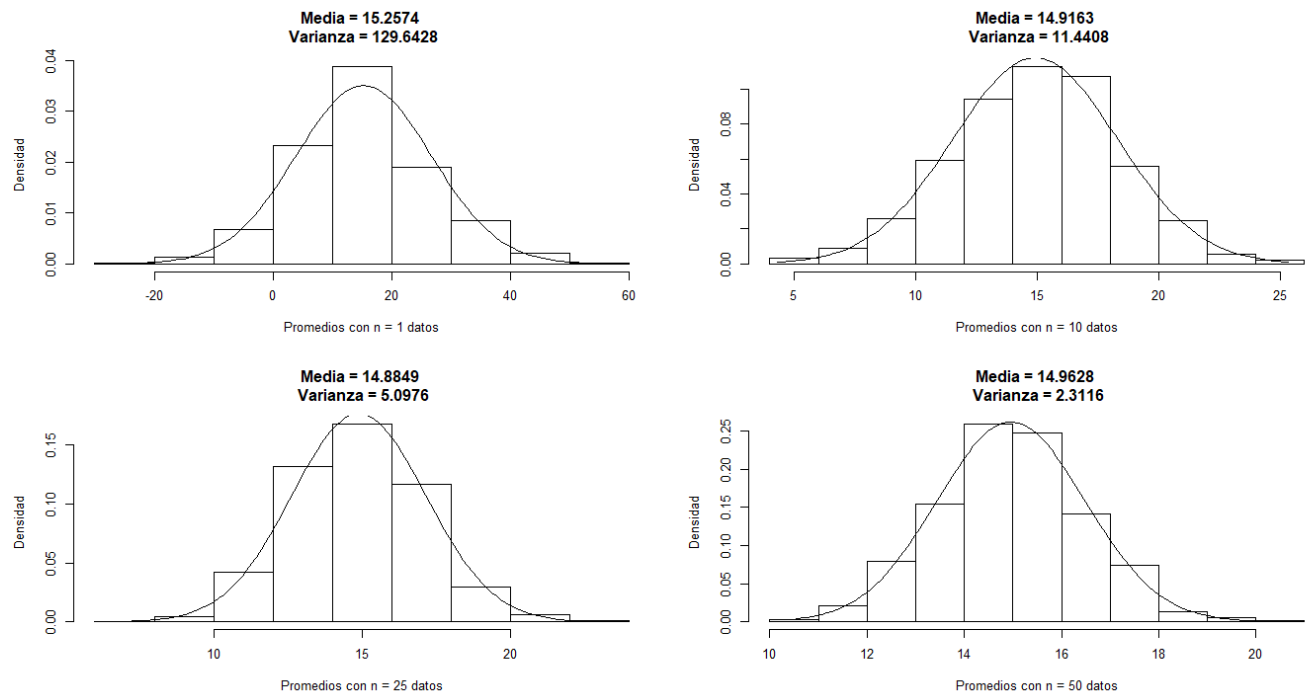 Media = 15.2574
Varianza = 129.6428
Densidad
0.00
0.01
0.02
0.03
0.04
-20
0
20
40
60
Promedios con n = 1 datos
Media = 14.9163
Varianza = 11.4408
Densidad
0.00
0.04
0.08
5
10
15
20
25
Promedios con n = 10 datos
Media = 14.8849
Varianza = 5.0976
Densidad
0.00
0.05
0.10
0.15
10
15
20
Promedios con n = 25 datos
Media = 14.9628
Varianza = 2.3116
Densidad
0.00
0.05
0.10
0.15
0.20
0.25
10
12
14
16
18
20
Promedios con n = 50 datos